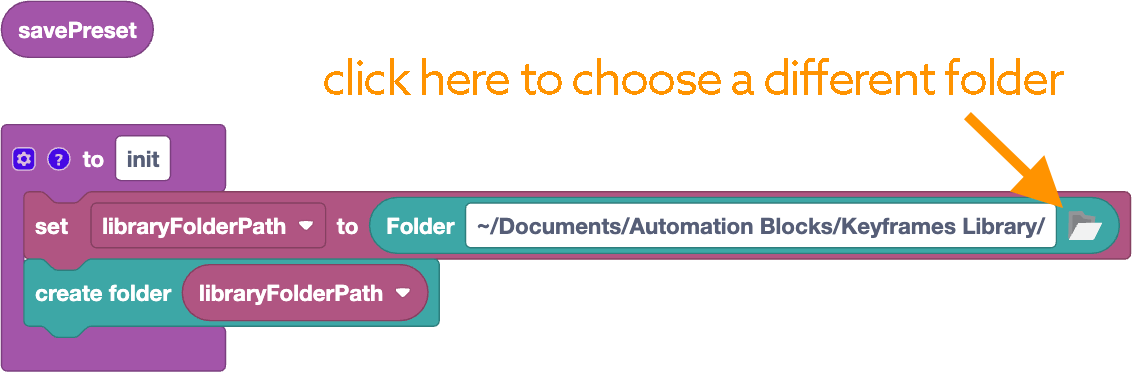 savePreset
click here to choose a different folder
? to init
set libraryFolderPath to Folder ~/Documents/Automation Blocks/Keyframes Library/
create folder libraryFolderPath